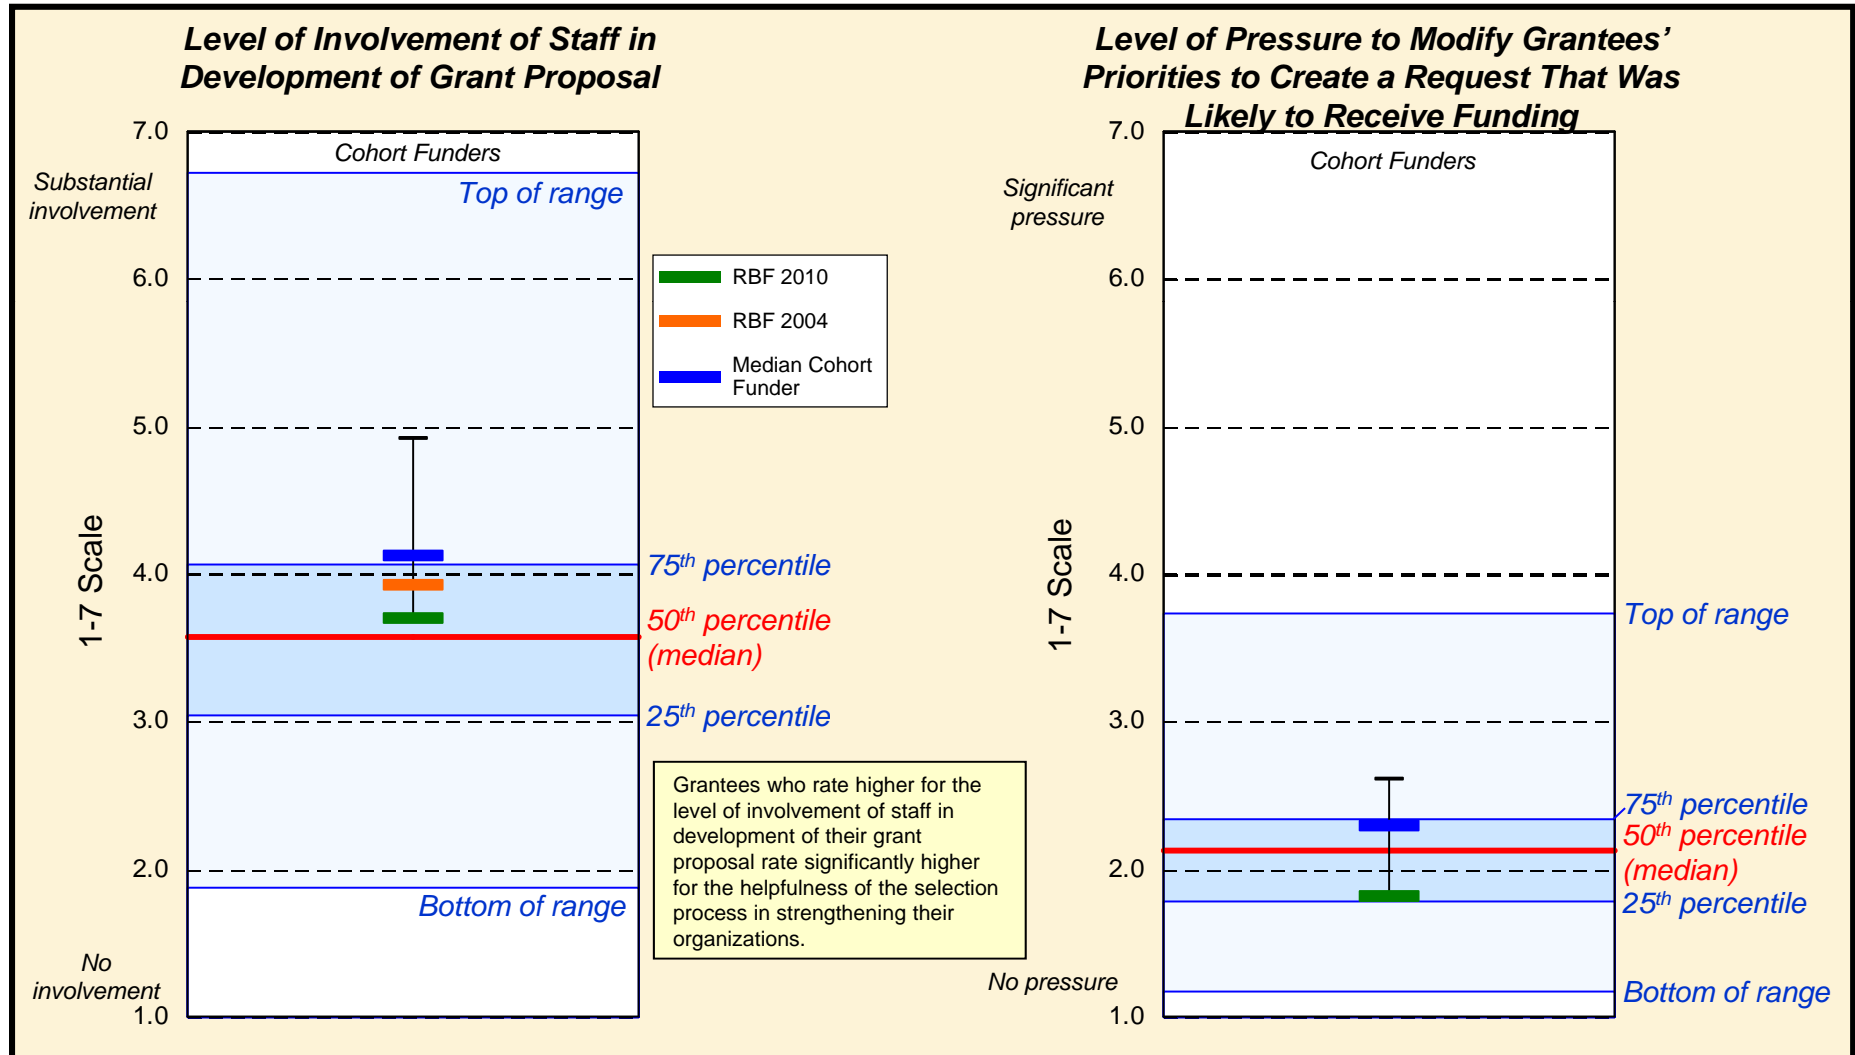 Level of Involvement of Staff in
Development of Grant Proposal
7.0
Cohort Funders
Substantial
involvement
Top of range
6.0
5.0
1-7 Scale
4.0
75th percentile
50th percentile
(median)
3.0
25th percentile
2.0
Bottom of range
No
involvement
1.0
RBF 2010
RBF 2004
Median Cohort
Funder
Grantees who rate higher for the
level of involvement of staff in
development of their grant
proposal rate significantly higher
for the helpfulness of the selection
process in strengthening their
organizations.
Level of Pressure to Modify Grantees’
Priorities to Create a Request That Was
Likely to Receive Funding
7.0
Cohort Funders
Significant
pressure
6.0
5.0
1-7 Scale
4.0
Top of range
3.0
75th percentile
50th percentile
(median)
2.0
25th percentile
No pressure
Bottom of range
1.0